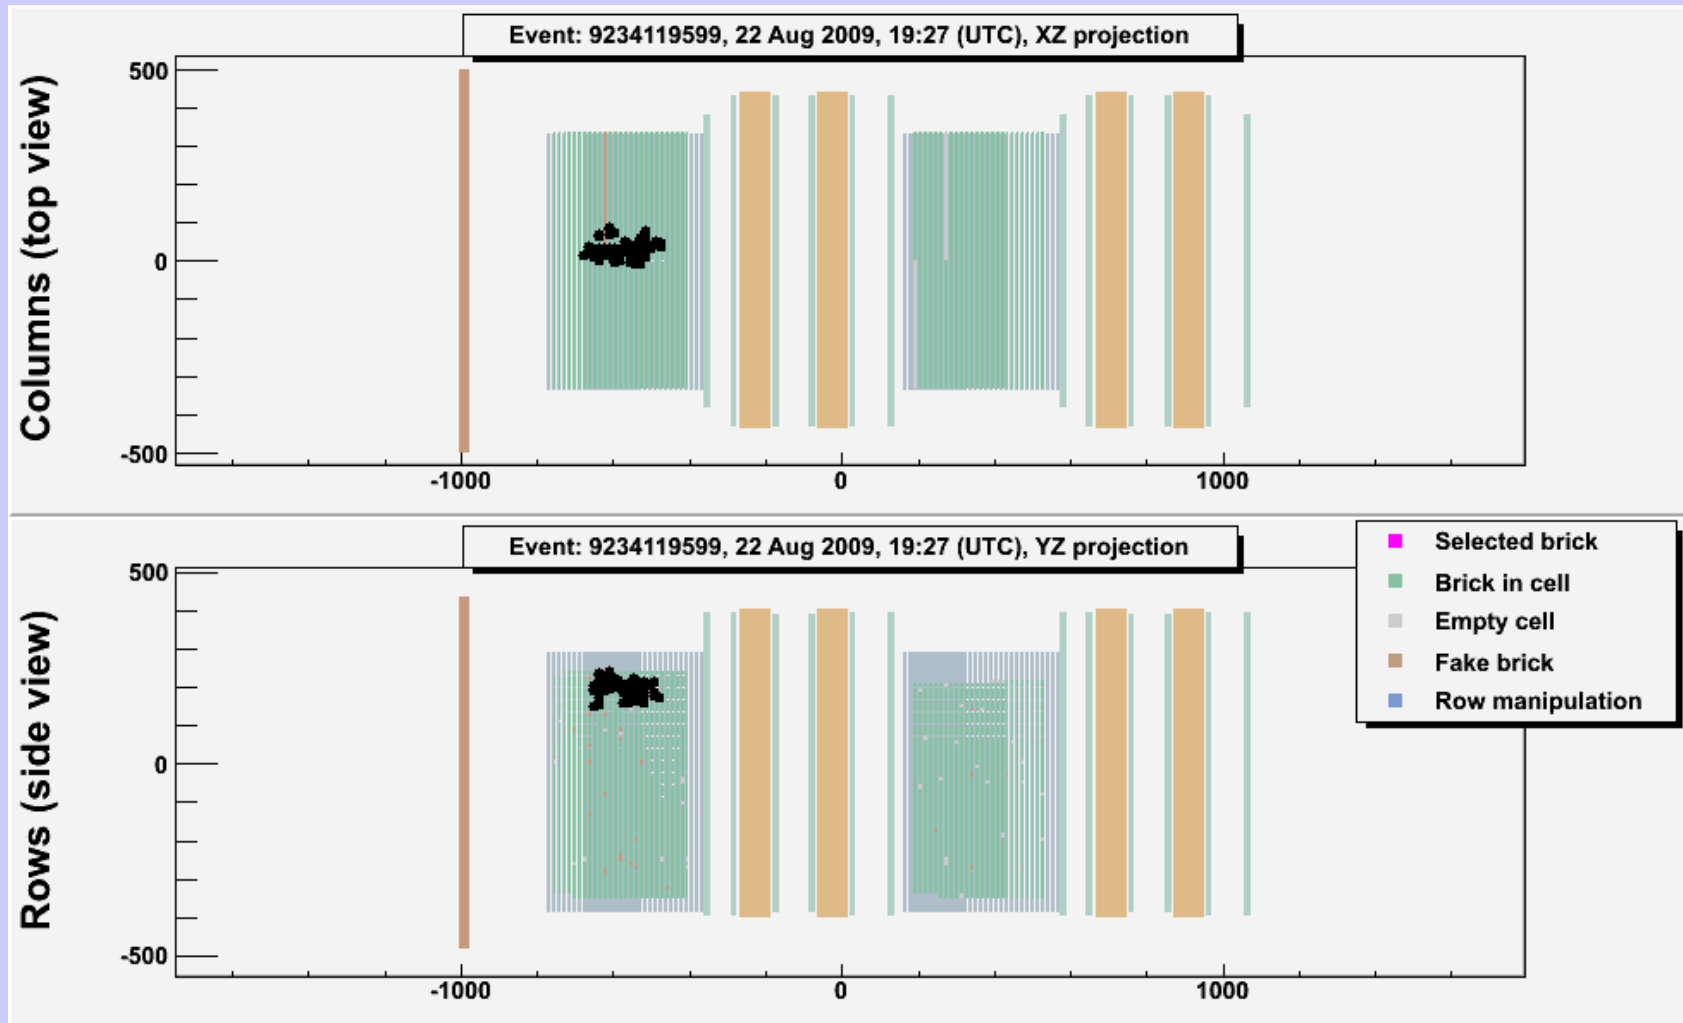 Event: 9234119599, 22 Aug 2009, 19:27 (UTC), XZ projection
Columns (top view)
500
0
-500
-1000
0
1000
Event: 9234119599, 22 Aug 2009, 19:27 (UTC), YZ projection
Rows (side view)
500
0
-500
-1000
0
1000
Selected brick
Brick in cell
Empty cell
Fake brick
Row manipulation